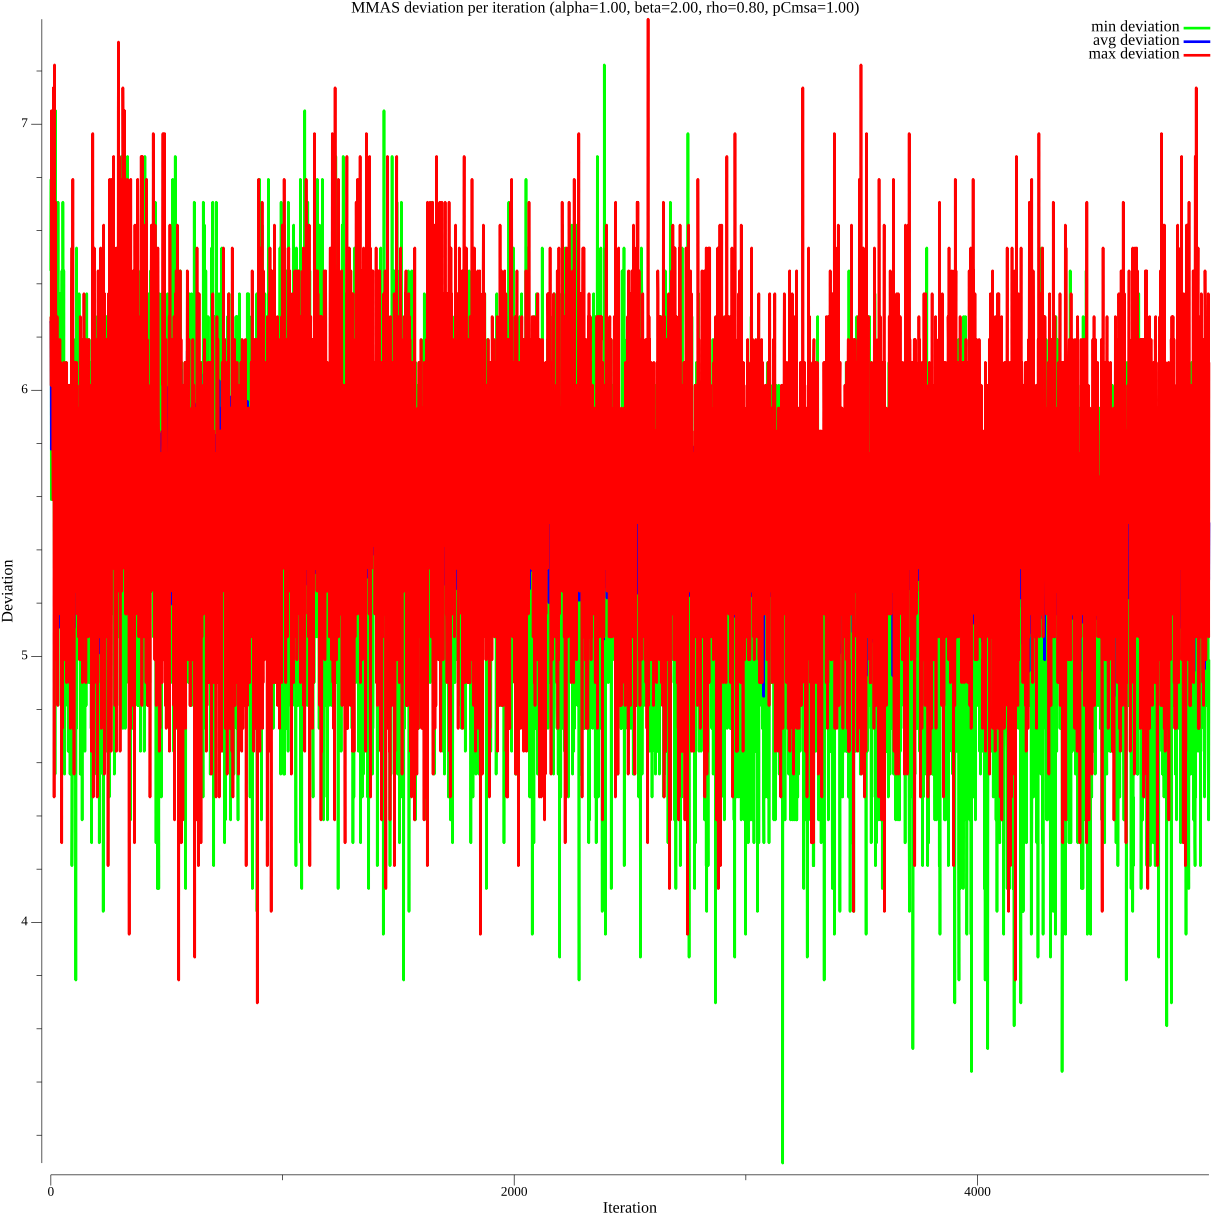 MMAS deviation per iteration (alpha=1.00, beta=2.00, rho=0.80, pCmsa=1.00)
min deviation
avg deviation
max deviation
7
6
5
4
Deviation
0
2000
4000
Iteration